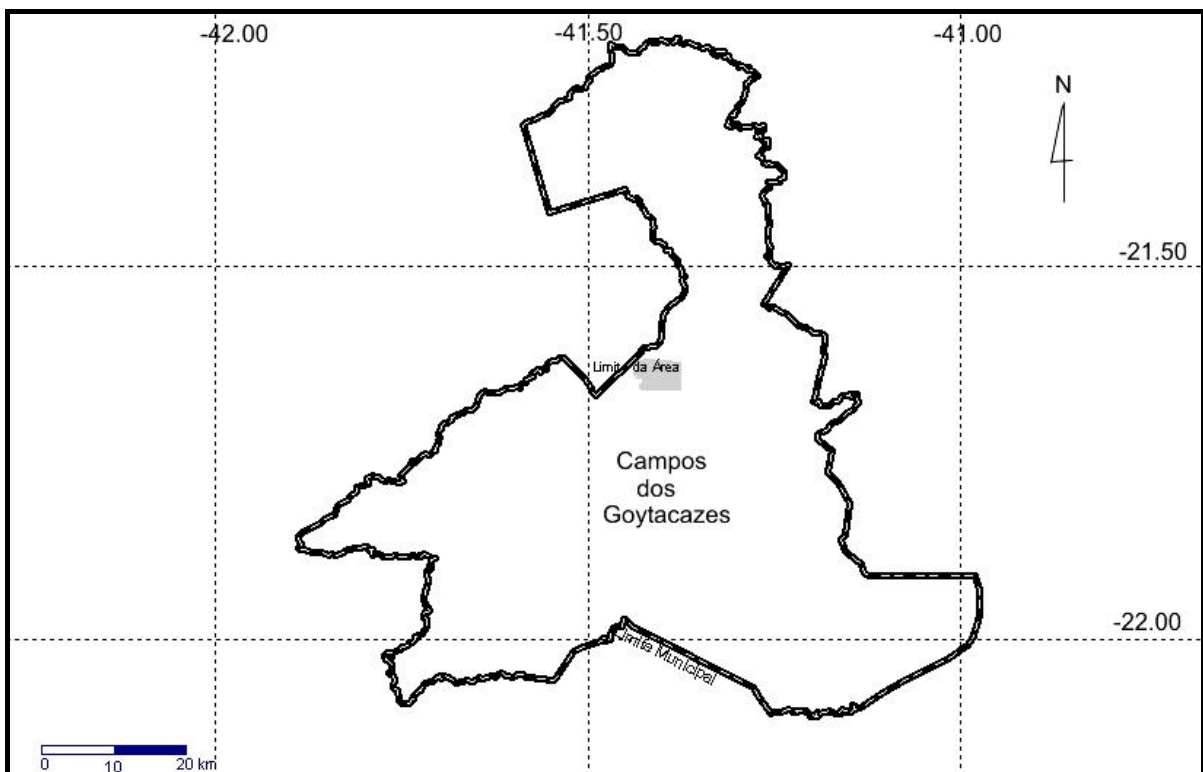 -42.00
-41.50
-41.00
N
-21.50
Limite da Área
Campos
dos
Goytacazes
-22.00
Limite Municipal
0
10
20 km